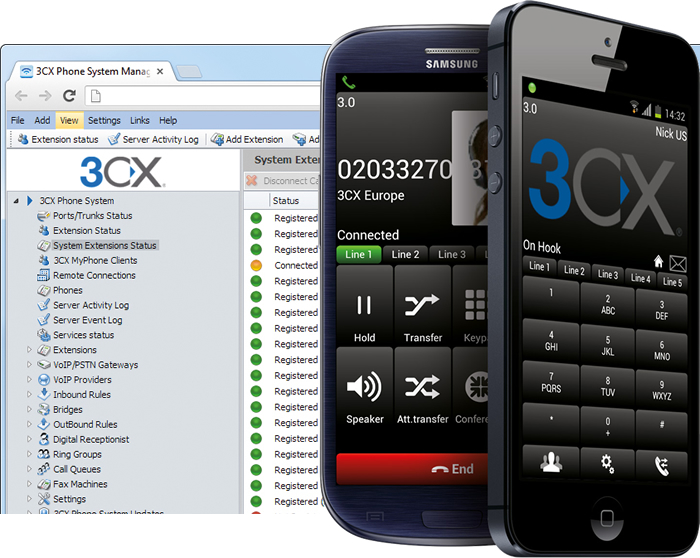 3CX Phone System Manag
File Add View Settings Links Help
Extension status Server Activity Log Add Extension Ad
3CX®
3CX Phone System
Ports/Trunks Status
Extension Status
System Extensions Status
3CX MyPhone Clients
Remote Connections
Phones
Server Activity Log
Server Event Log
Services status
Extensions
VoIP/PSTN Gateways
VoIP Providers
Inbound Rules
Bridges
OutBound Rules
Digital Receptionist
Ring Groups
Call Queues
Fax Machines
Settings
3CX Phone System Updates
System Exten
Disconnect Ca
Status
Registered
Registered
Registered
Connected
Registered
Registered
Registered
Registered
Registered
Registered
Registered
Registered
Registered
Registered
Registered
Registered
Registered
Registered
Registered (
SAMSUNG
3.0
02033270
3CX Europe
Connected
Line 1 Line 2 Line 3
Hold Transfer Keypa
Speaker Att.transfer Confere
End
14:32
3.0
Nick US
3CX®
On Hook
Line 1 Line 2 Line 3 Line 4 Line 5
1 2 ABC 3 DEF
4 GHI 5 JKL 6 MNO
7 PQRS 8 TUV 9 WXYZ
* 0 + #